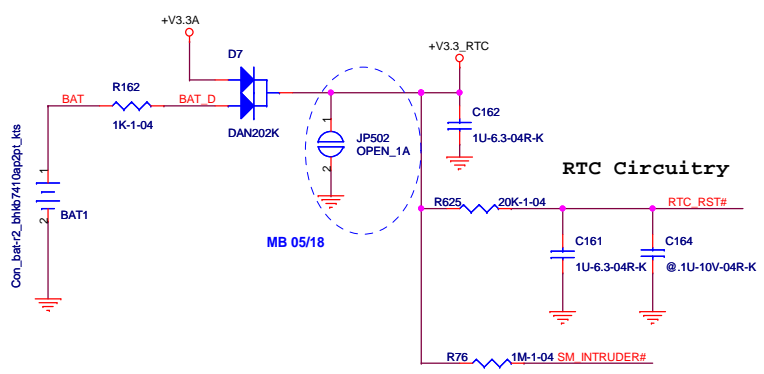 +V3.3A
+V3.3_RTC
D7
R162
BAT
BAT_D
1K-1-04
DAN202K
C162
1U-6.3-04R-K
1
JP502
OPEN_1A
2
RTC Circuitry
Con_bat-r2_bhkb7410ap2pt_kts
1
2
BAT1
R625
20K-1-04
RTC_RST#
MB 05/18
C161
1U-6.3-04R-K
C164
@.1U-10V-04R-K
R76
1M-1-04
SM_INTRUDER#